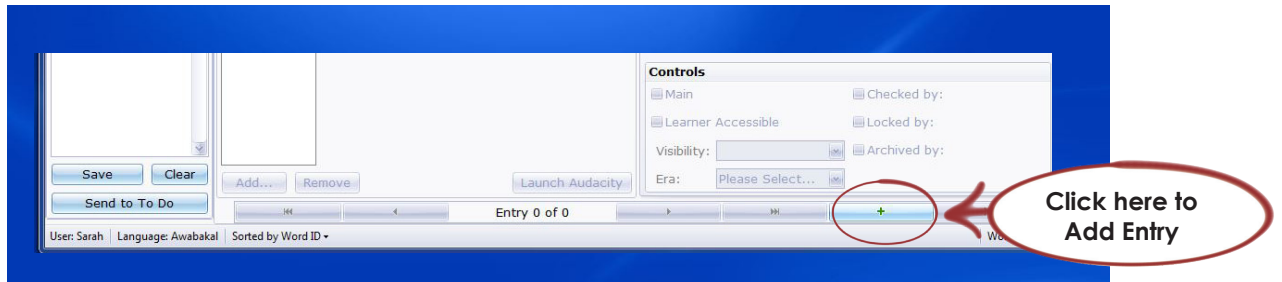 Controls
Main
Checked by:
Learner Accessible
Locked by:
Visibility:
Archived by:
Era: Please Select...
Save Clear
Add... Remove Launch Audacity
Send to To Do
Entry 0 of 0
+
User: Sarah Language: Awabakal Sorted by Word ID
Click here to
Add Entry